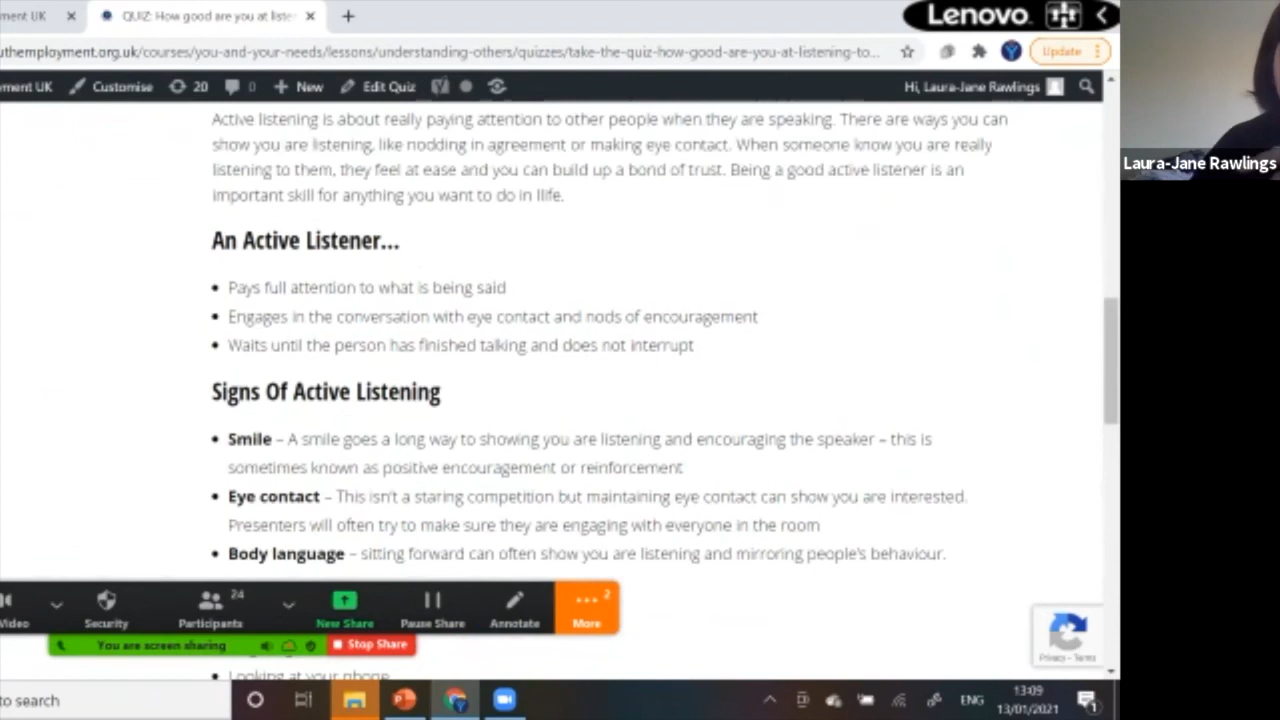 ment UK
QUIZ: How good are you at listen
Lenovo
uthemployment.org.uk/courses/you-and-your-needs/lessons/understanding-others/quizzes/take-the-quiz-how-good-are-you-at-listening-to...
Update
ment UK
Customise
20
0
New
Edit Quiz
Hi, Laura-Jane Rawlings
Laura-Jane Rawlings
Active listening is about really paying attention to other people when they are speaking. There are ways you can
show you are listening, like nodding in agreement or making eye contact. When someone know you are really
listening to them, they feel at ease and you can build up a bond of trust. Being a good active listener is an
important skill for anything you want to do in llife.
An Active Listener...
Pays full attention to what is being said
Engages in the conversation with eye contact and nods of encouragement
Waits until the person has finished talking and does not interrupt
Signs Of Active Listening
Smile – A smile goes a long way to showing you are listening and encouraging the speaker – this is
sometimes known as positive encouragement or reinforcement
Eye contact – This isn't a staring competition but maintaining eye contact can show you are interested.
Presenters will often try to make sure they are engaging with everyone in the room
Body language – sitting forward can often show you are listening and mirroring people's behaviour.
Video
Security
24
Participants
New Share
Pause Share
Annotate
2
More
You are screen sharing
Stop Share
Privacy - Terms
Looking at your phone
to search
ENG
13:09
13/01/2021
1